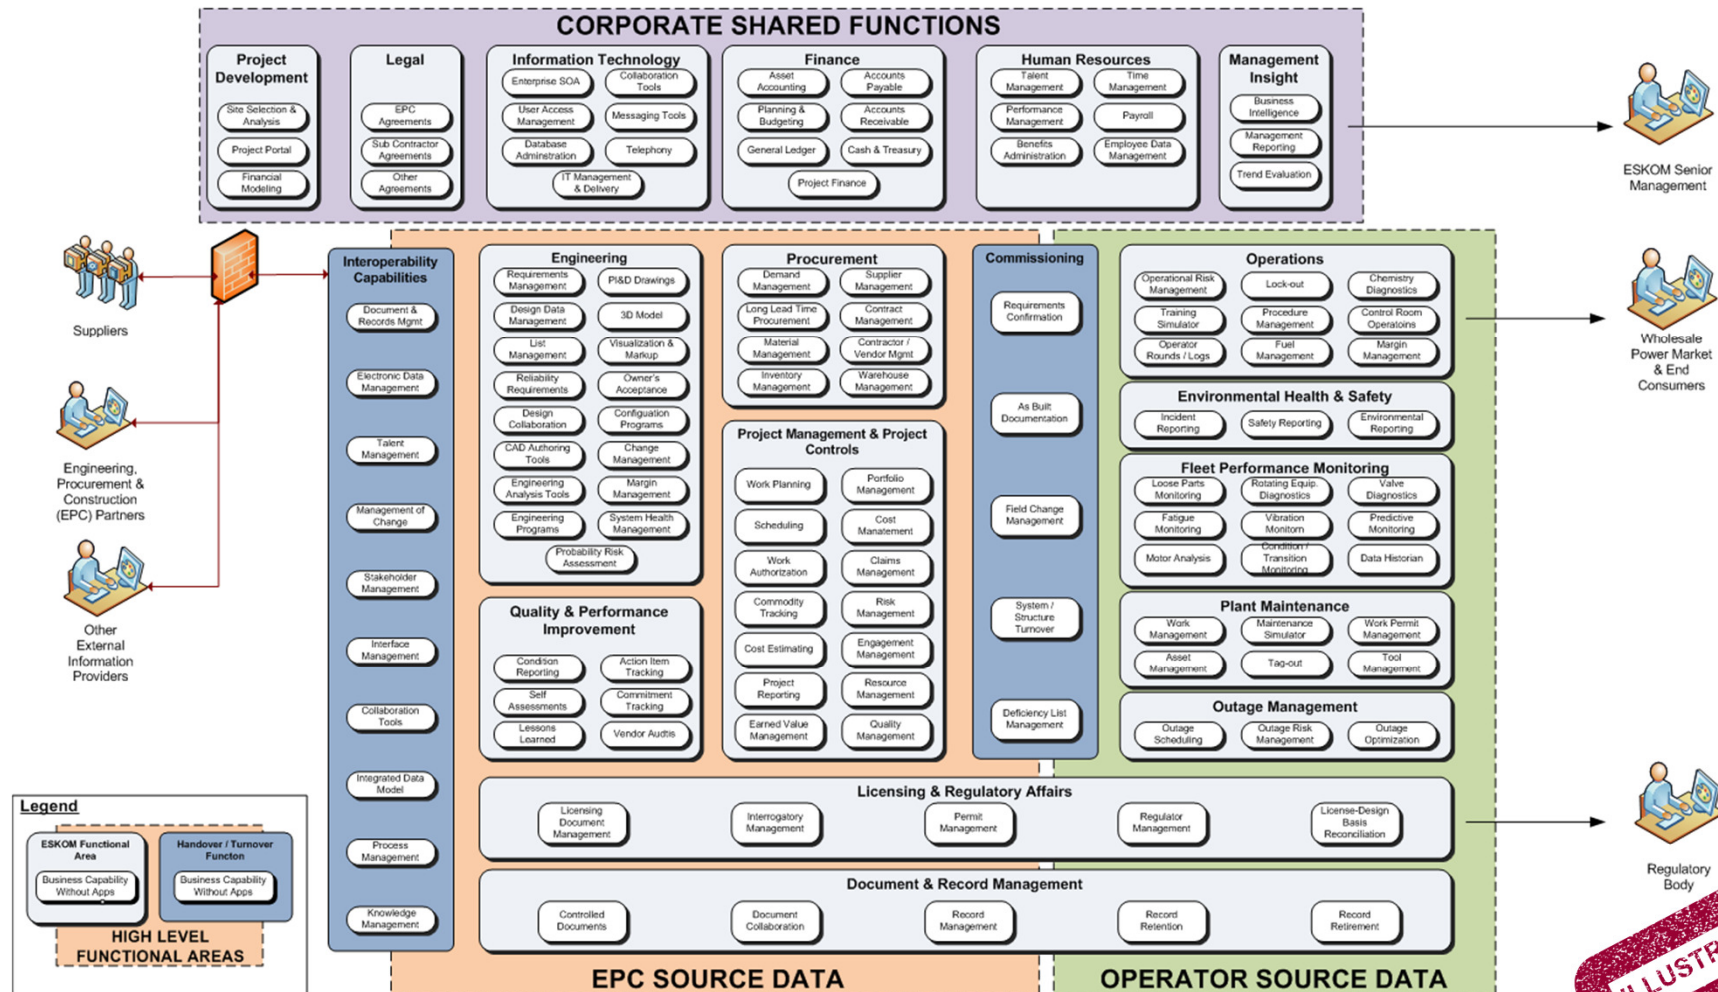 CORPORATE SHARED FUNCTIONS
Project
Development
Site Selection &
Analysis
Project Portal
Financial
Modeling
Legal
EPC
Agreements
Sub Contractor
Agreements
Other
Agreements
Information Technology
Enterprise SOA
Collaboration
Tools
User Access
Management
Messaging Tools
Database
Adminstration
Telephony
IT Management
& Delivery
Finance
Asset
Accounting
Accounts
Payable
Planning &
Budgeting
Accounts
Receivable
General Ledger
Cash & Treasury
Project Finance
Human Resources
Talent
Management
Time
Management
Performance
Management
Payroll
Benefits
Administration
Employee Data
Management
Management
Insight
Business
Intelligence
Management
Reporting
Trend Evaluation
ESKOM Senior
Management
Suppliers
Engineering,
Procurement &
Construction
(EPC) Partners
Other
External
Information
Providers
Interoperability
Capabilities
Document &
Records Mgmt
Electronic Data
Management
Talent
Management
Management of
Change
Stakeholder
Management
Interface
Management
Collaboration
Tools
Integrated Data
Model
Process
Management
Knowledge
Management
Engineering
Requirements
Management
PI&D Drawings
Design Data
Management
3D Model
List
Management
Visualization &
Markup
Reliability
Requirements
Owner's
Acceptance
Design
Collaboration
Configuation
Programs
CAD Authoring
Tools
Change
Management
Engineering
Analysis Tools
Margin
Management
Engineering
Programs
System Health
Management
Probability Risk
Assessment
Quality & Performance
Improvement
Condition
Reporting
Action Item
Tracking
Self
Assessments
Commitment
Tracking
Lessons
Learned
Vendor Audtis
Procurement
Demand
Management
Supplier
Management
Long Lead Time
Procurement
Contract
Management
Material
Management
Contractor /
Vendor Mgmt
Inventory
Management
Warehouse
Management
Project Management & Project
Controls
Work Planning
Portfolio
Management
Scheduling
Cost
Manatement
Work
Authorization
Claims
Management
Commodity
Tracking
Risk
Management
Cost Estimating
Engagement
Management
Project
Reporting
Resource
Management
Earned Value
Management
Quality
Management
Commissioning
Requirements
Confirmation
As Built
Documentation
Field Change
Management
System /
Structure
Turnover
Deficiency List
Management
Operations
Operational Risk
Management
Lock-out
Chemistry
Diagnostics
Training
Simulator
Procedure
Management
Control Room
Operatoins
Operator
Rounds / Logs
Fuel
Management
Margin
Management
Environmental Health & Safety
Incident
Reporting
Safety Reporting
Environmental
Reporting
Fleet Performance Monitoring
Loose Parts
Monitoring
Rotating Equip.
Diagnostics
Valve
Diagnostics
Fatigue
Monitoring
Vibration
Monitorn
Predictive
Monitoring
Motor Analysis
Condition /
Transition
Monitoring
Data Historian
Plant Maintenance
Work
Management
Maintenance
Simulator
Work Permit
Management
Asset
Management
Tag-out
Tool
Management
Outage Management
Outage
Scheduling
Outage Risk
Management
Outage
Optimization
Wholesale
Power Market
& End
Consumers
Licensing & Regulatory Affairs
Licensing
Document
Management
Interrogatory
Management
Permit
Management
Regulator
Management
License-Design
Basis
Reconciliation
Regulatory
Body
Document & Record Management
Controlled
Documents
Document
Collaboration
Record
Management
Record
Retention
Record
Retirement
EPC SOURCE DATA
OPERATOR SOURCE DATA
Legend
ESKOM Functional
Area
Business Capability
Without Apps
Handover / Turnover
Functon
Business Capability
Without Apps
HIGH LEVEL
FUNCTIONAL AREAS